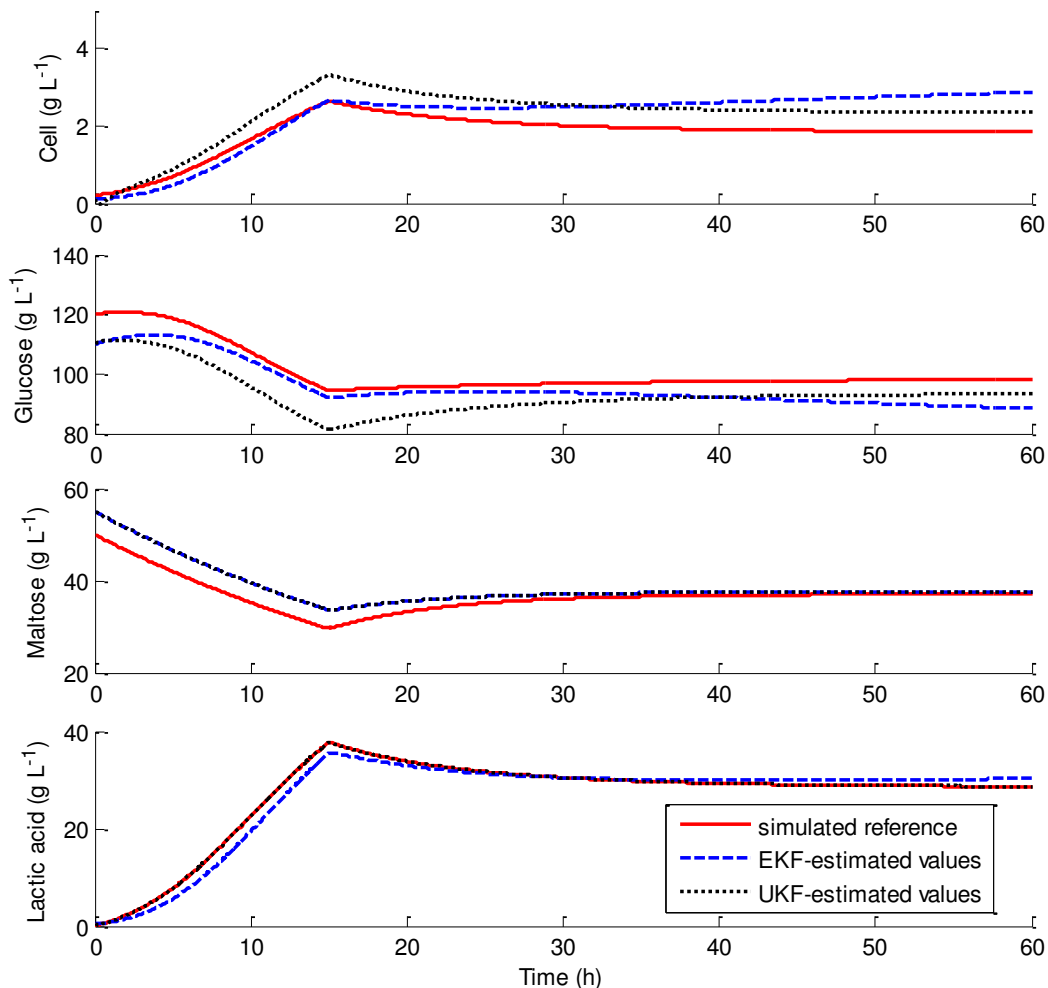 4
2
0
Cell (g L-1)
0 10 20 30 40 50 60
140
120
100
80
Glucose (g L-1)
0 10 20 30 40 50 60
60
40
20
Maltose (g L-1)
0 10 20 30 40 50 60
40
20
0
Lactic acid (g L-1)
simulated reference
EKF-estimated values
UKF-estimated values
0 10 20 30 40 50 60
Time (h)